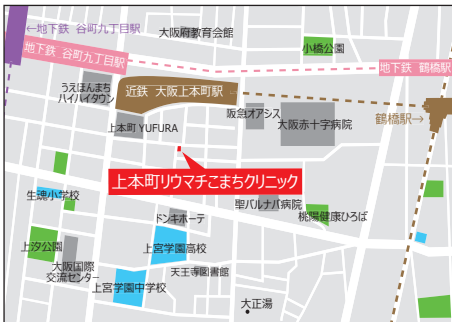 ←地下鉄 谷町九丁目駅
地下鉄 谷町九丁目駅
大阪府教育会館
小橋公園
地下鉄 鶴橋駅
うえほんまち
ハイハイタウン
近鉄 大阪上本町駅
阪急オアシス
大阪赤十字病院
鶴橋駅→
上本町 YUFURA
上本町リウマチこまちクリニック
生魂小学校
聖バルナバ病院
ドンキホーテ
桃陽健康ひろば
上汐公園
上宮学園高校
大阪国際
交流センター
天王寺図書館
上宮学園中学校
大正湯